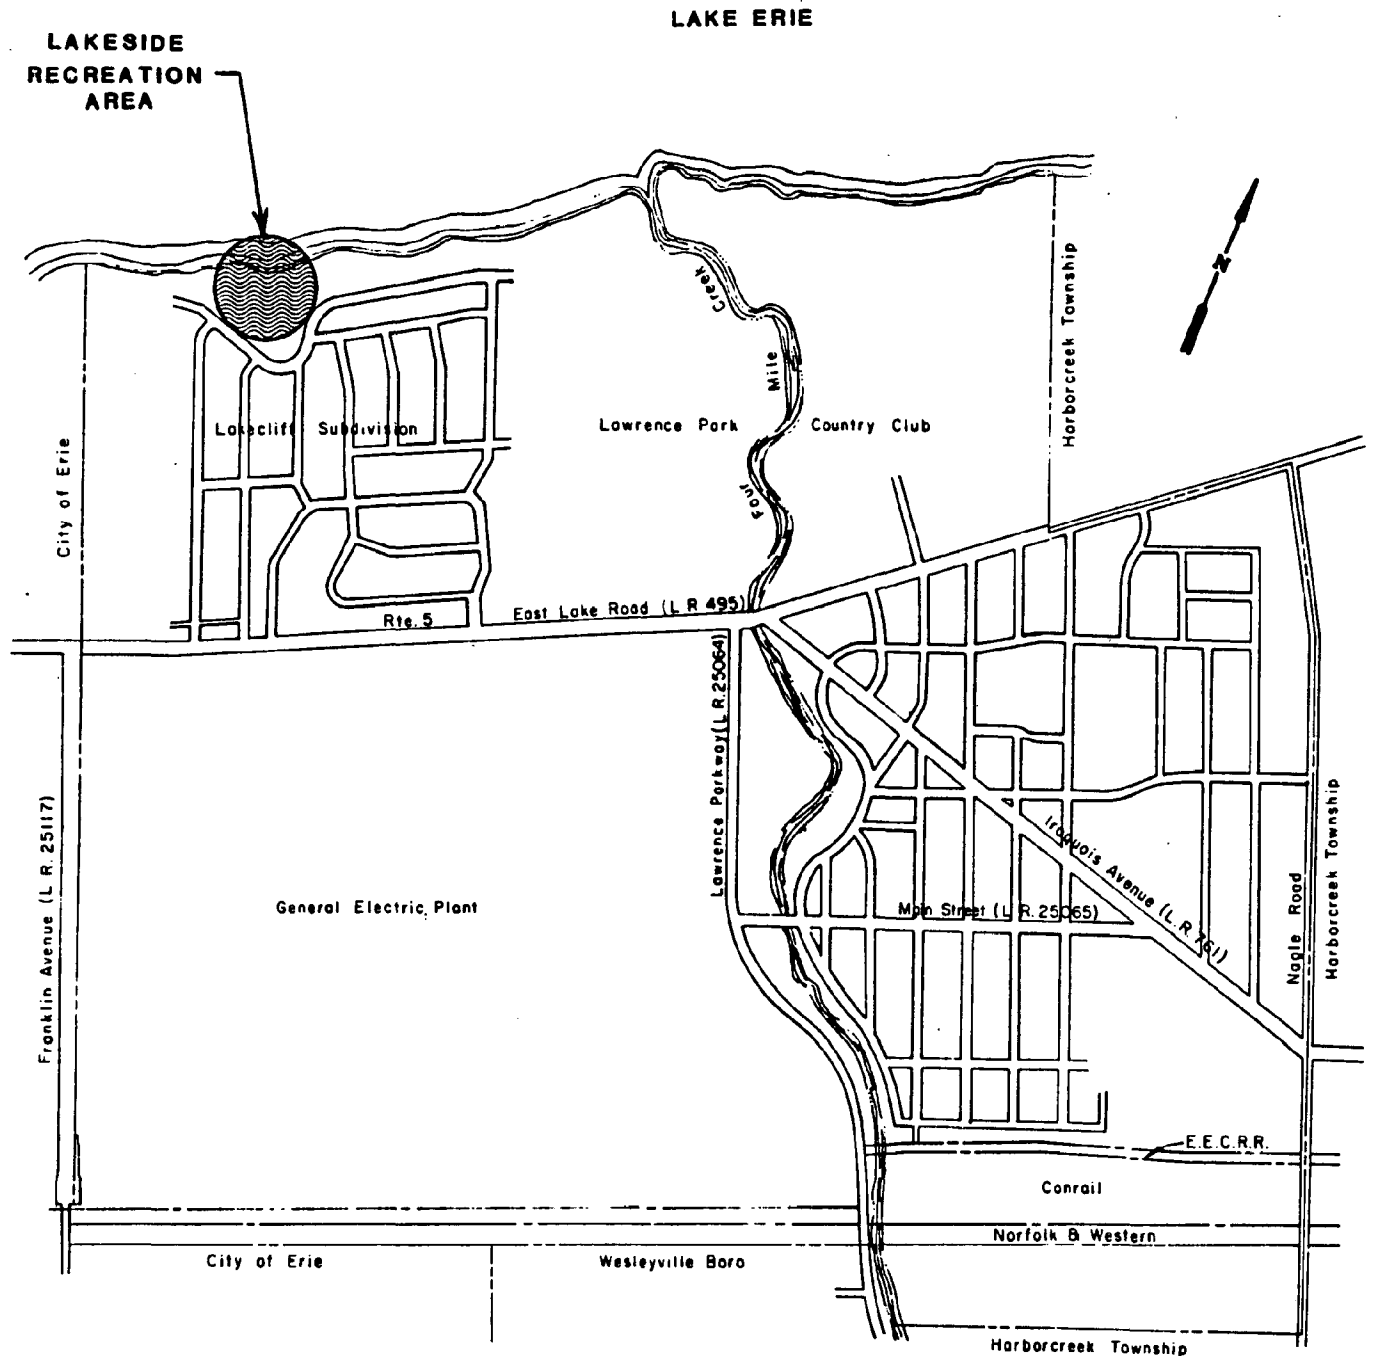 LAKE ERIE
LAKESIDE
RECREATION
AREA
N
Creek
Mile
Four
Harborcreek Township
City of Erie
Lakecliff Subdivision
Lawrence Park Country Club
Rte. 5
East Lake Road (L R 495)
Lawrence Parkway (L R. 25064)
Franklin Avenue (L R. 25117)
General Electric Plant
Iroquois Avenue (L. R. 761)
Main Street (L R. 25065)
Nagle Road
Harborcreek Township
E.E.C.R.R.
Conrail
Norfolk & Western
City of Erie
Wesleyville Boro
Harborcreek Township